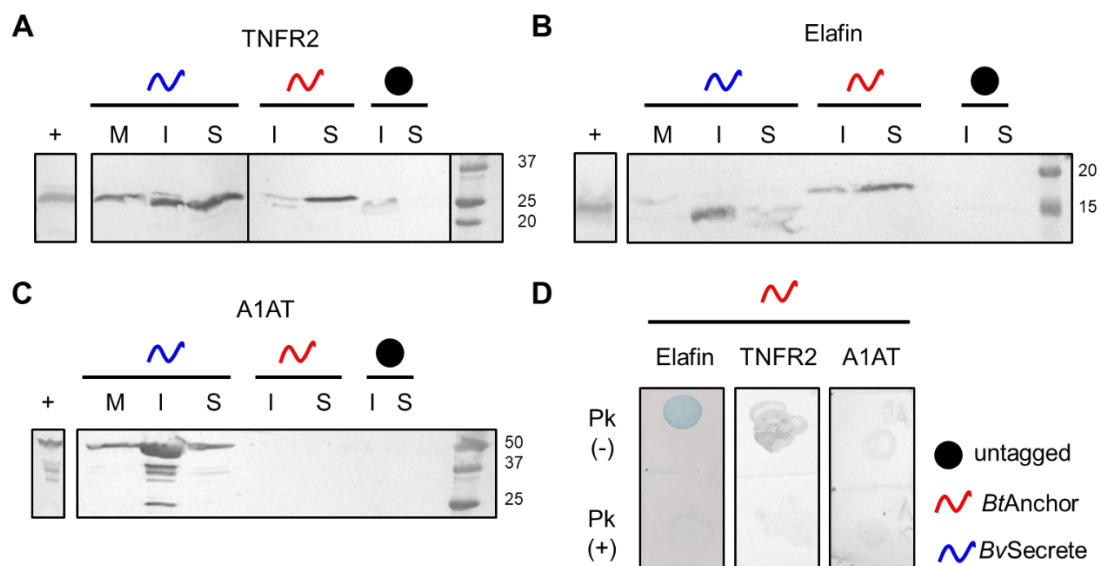 A
TNFR2
+ M I S I S I S
37
25
20
B
Elafin
+ M I S I S I S
20
15
C
A1AT
+ M I S I S I S
50
37
25
D
Elafin TNFR2 A1AT
Pk
(-)
Pk
(+)
untagged
BtAnchor
BvSecrete